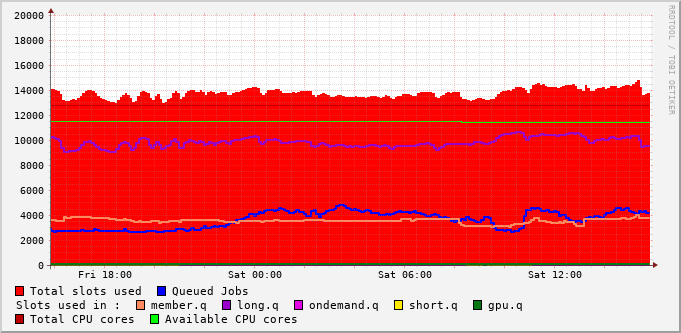 RRDTOOL / TOBI OETIKER
20000
18000
16000
14000
12000
10000
8000
6000
4000
2000
0
Fri 18:00 Sat 00:00 Sat 06:00 Sat 12:00
Total slots used Queued Jobs
Slots used in : member.q long.q ondemand.q short.q gpu.q
Total CPU cores Available CPU cores